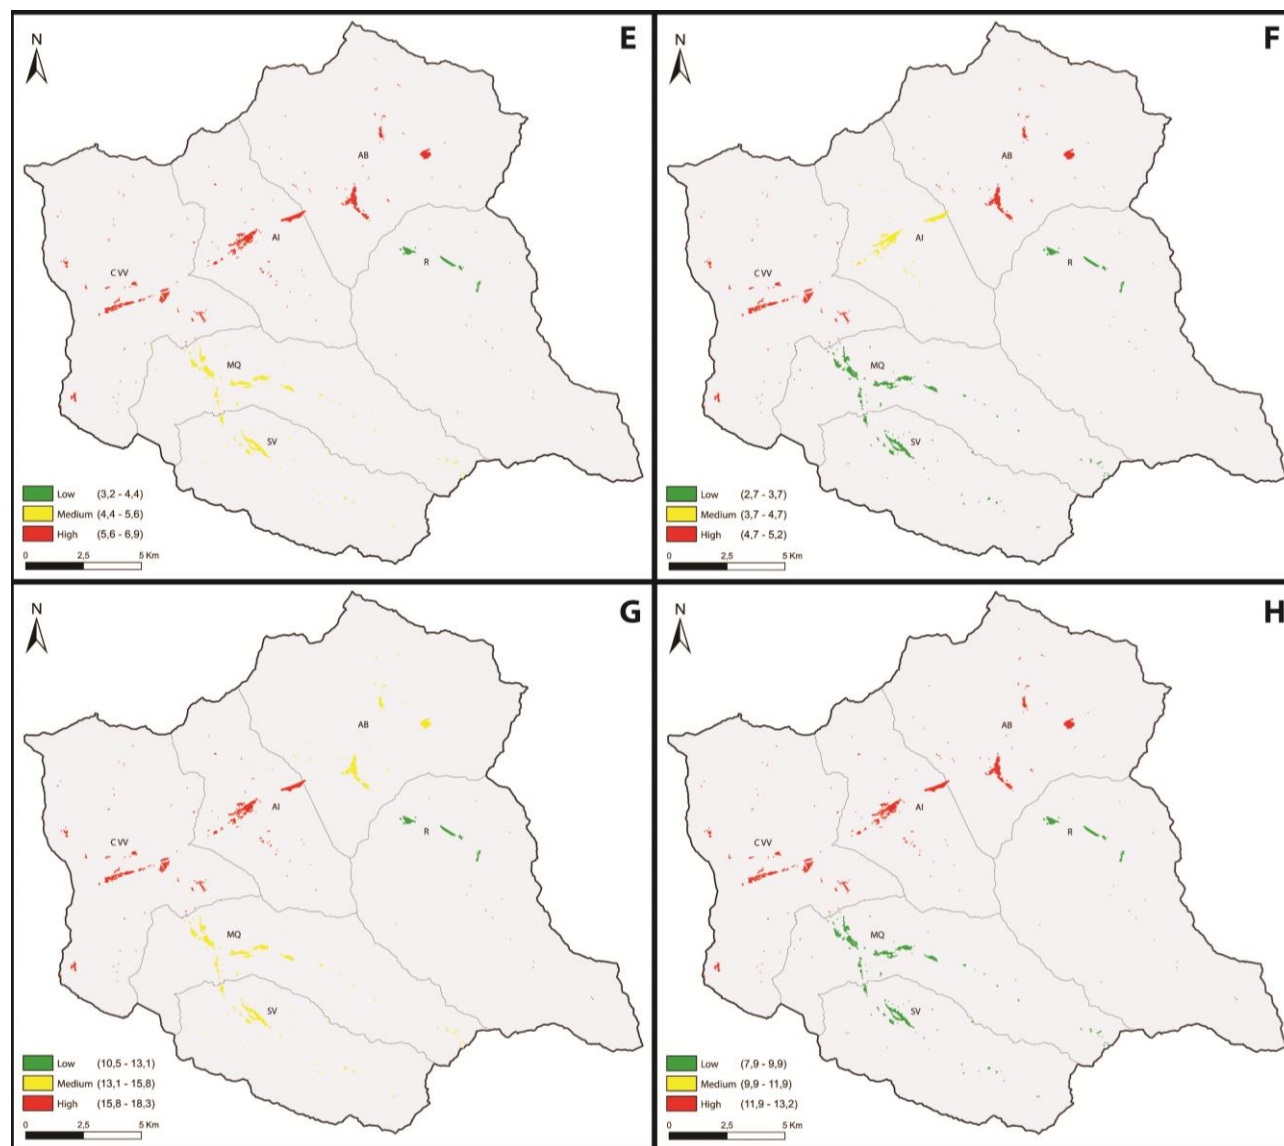 N
E
AB
AI
R
C VV
MQ
SV
Low (3,2 - 4,4)
Medium (4,4 - 5,6)
High (5,6 - 6,9)
0 2,5 5 Km
N
F
AB
AI
R
C VV
MQ
SV
Low (2,7 - 3,7)
Medium (3,7 - 4,7)
High (4,7 - 5,2)
0 2,5 5 Km
N
G
AB
AI
R
C VV
MQ
SV
Low (10,5 - 13,1)
Medium (13,1 - 15,8)
High (15,8 - 18,3)
0 2,5 5 Km
N
H
AB
AI
R
C VV
MQ
SV
Low (7,9 - 9,9)
Medium (9,9 - 11,9)
High (11,9 - 13,2)
0 2,5 5 Km